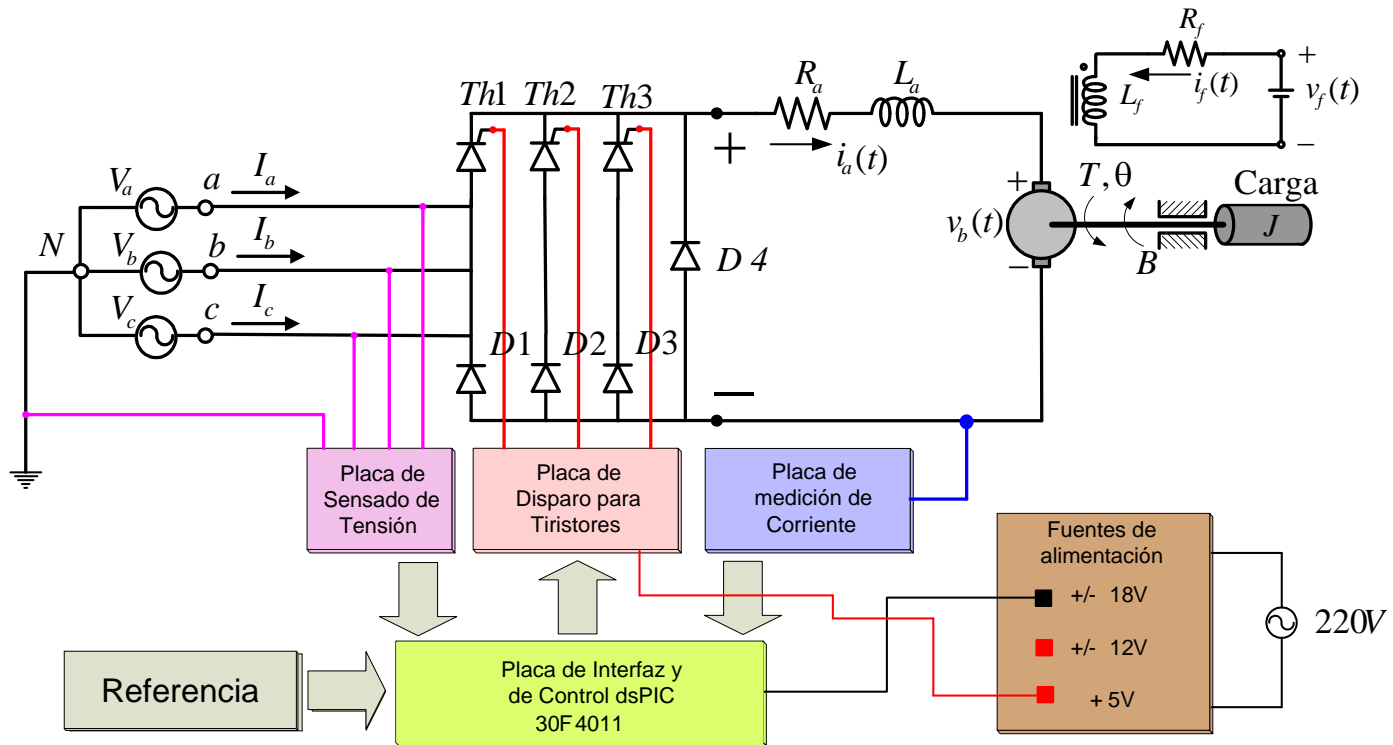 R_f
+
i_f(t)
L_f
v_f(t)
−
Th1
Th2
Th3
R_a
L_a
+
i_a(t)
V_a
a
I_a
N
V_b
b
I_b
V_c
c
I_c
D 4
D1
D2
D3
−
+
v_b(t)
−
T,θ
B
Carga
J
Placa de
Sensado de
Tensión
Placa de
Disparo para
Tiristores
Placa de
medición de
Corriente
Fuentes de
alimentación
+/- 18V
+/- 12V
+ 5V
220V
Referencia
Placa de Interfaz y
de Control dsPIC
30F4011